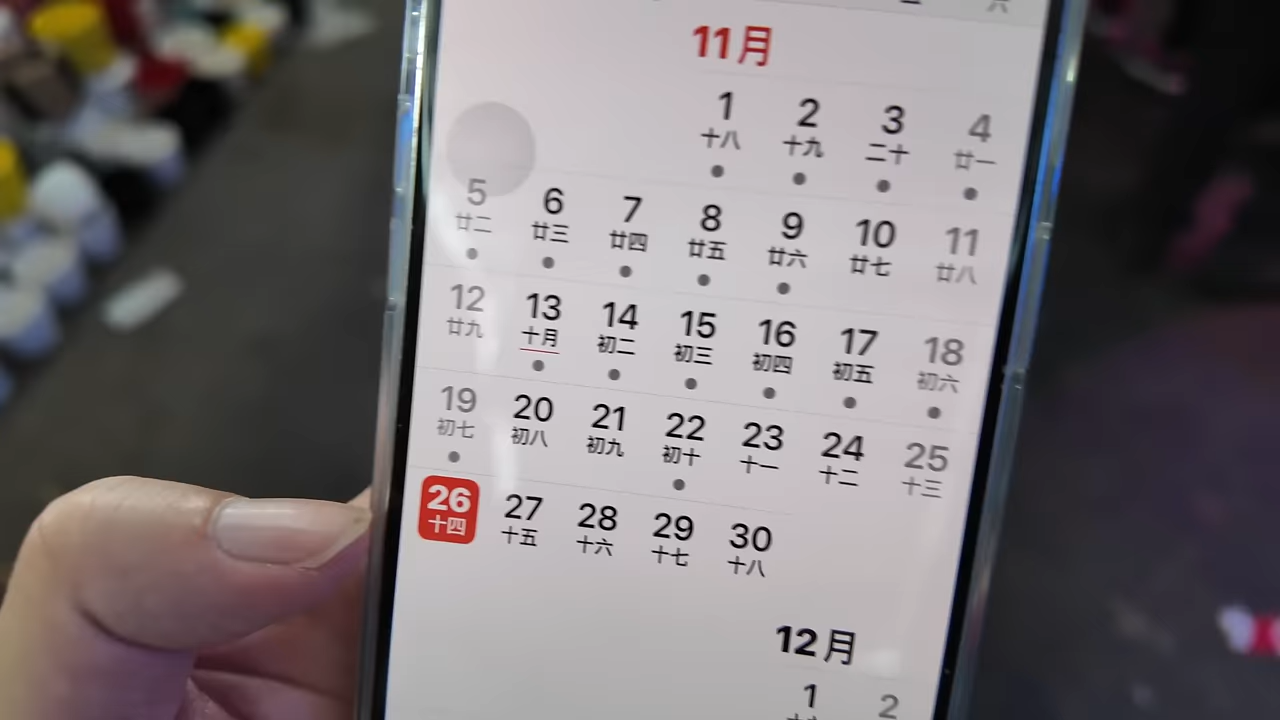 六
11月
1 2 3 4
十八 十九 二十 廿一
5 6 7 8 9 10 11
廿二 廿三 廿四 廿五 廿六 廿七 廿八
12 13 14 15 16 17 18
廿九 十月 初二 初三 初四 初五 初六
19 20 21 22 23 24 25
初七 初八 初九 初十 十一 十二 十三
26 27 28 29 30
十四 十五 十六 十七 十八
12月
1 2